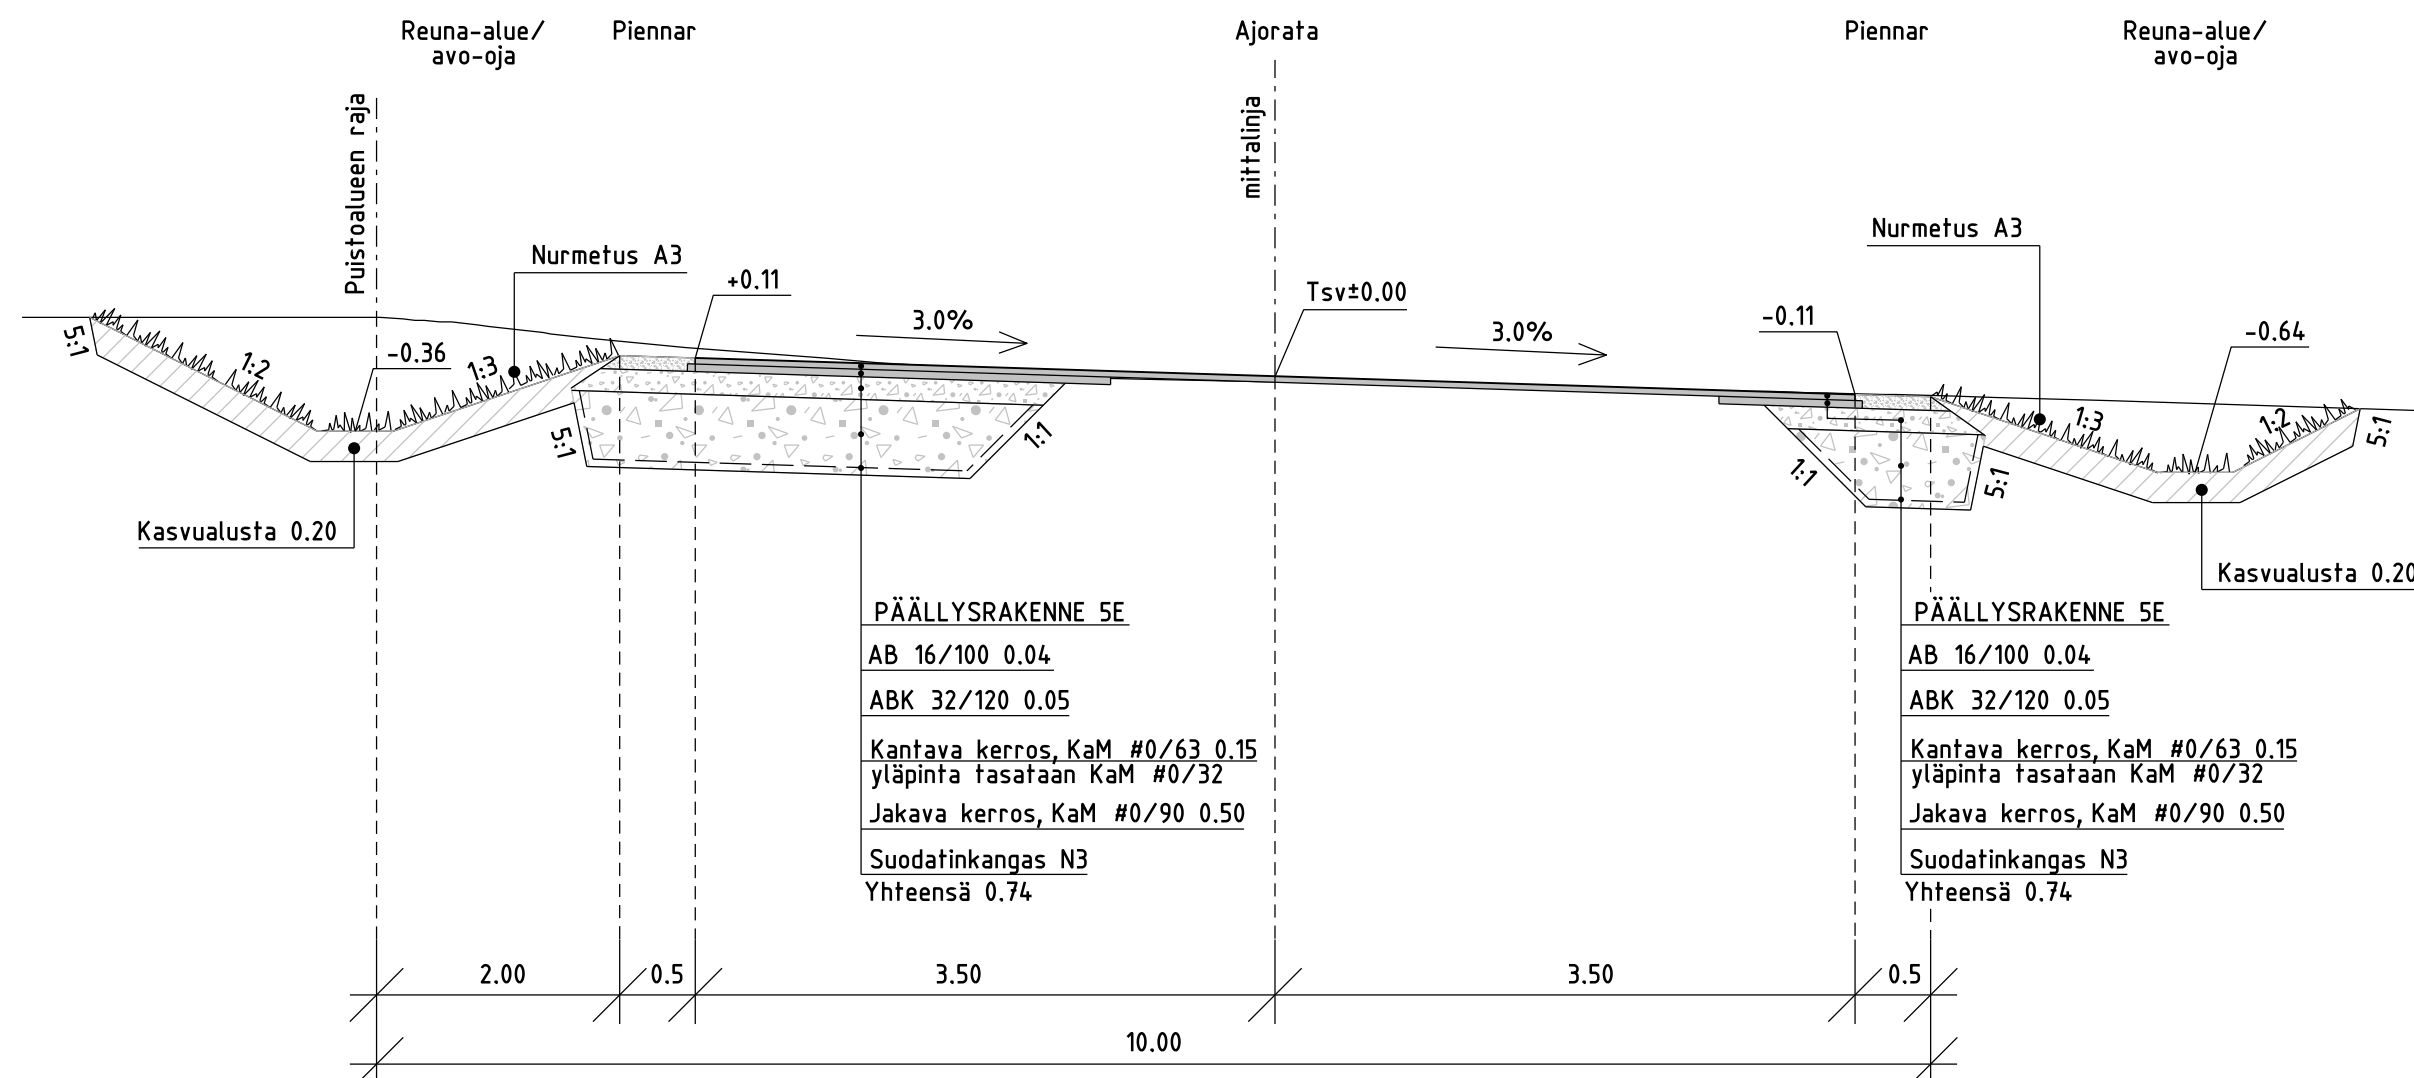 Reuna-alue/
avo-oja
Piennar
Ajorata
Piennar
Reuna-alue/
avo-oja
Puistoalueen raja
mittalinja
Nurmetus A3
Nurmetus A3
+0.11
Tsv±0.00
3.0%
3.0%
-0.11
-0.64
-0.36
5:1
1:2
1:3
5:1
1:1
1:1
5:1
1:3
1:2
5:1
Kasvualusta 0.20
Kasvualusta 0.20
PÄÄLLYSRAKENNE 5E
AB 16/100 0.04
ABK 32/120 0.05
Kantava kerros, KaM #0/63 0.15
yläpinta tasataan KaM #0/32
Jakava kerros, KaM #0/90 0.50
Suodatinkangas N3
Yhteensä 0.74
PÄÄLLYSRAKENNE 5E
AB 16/100 0.04
ABK 32/120 0.05
Kantava kerros, KaM #0/63 0.15
yläpinta tasataan KaM #0/32
Jakava kerros, KaM #0/90 0.50
Suodatinkangas N3
Yhteensä 0.74
2.00
0.5
3.50
3.50
0.5
10.00